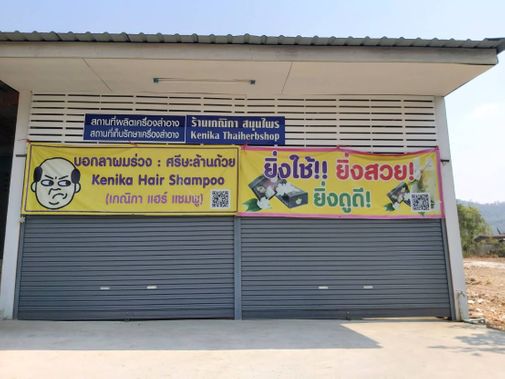 สถานที่ผลิตเครื่องสำอาง
สถานที่เก็บรักษาเครื่องสำอาง
ร้านเกณิกา สมุนไพร
Kenika Thaiherbshop
บอกลาผมร่วง : ศรีษะล้านด้วย
Kenika Hair Shampoo
(เกณิกา แฮร์ แชมพู)
ยิ่งใช้!! ยิ่งสวย!
ยิ่งดูดี!